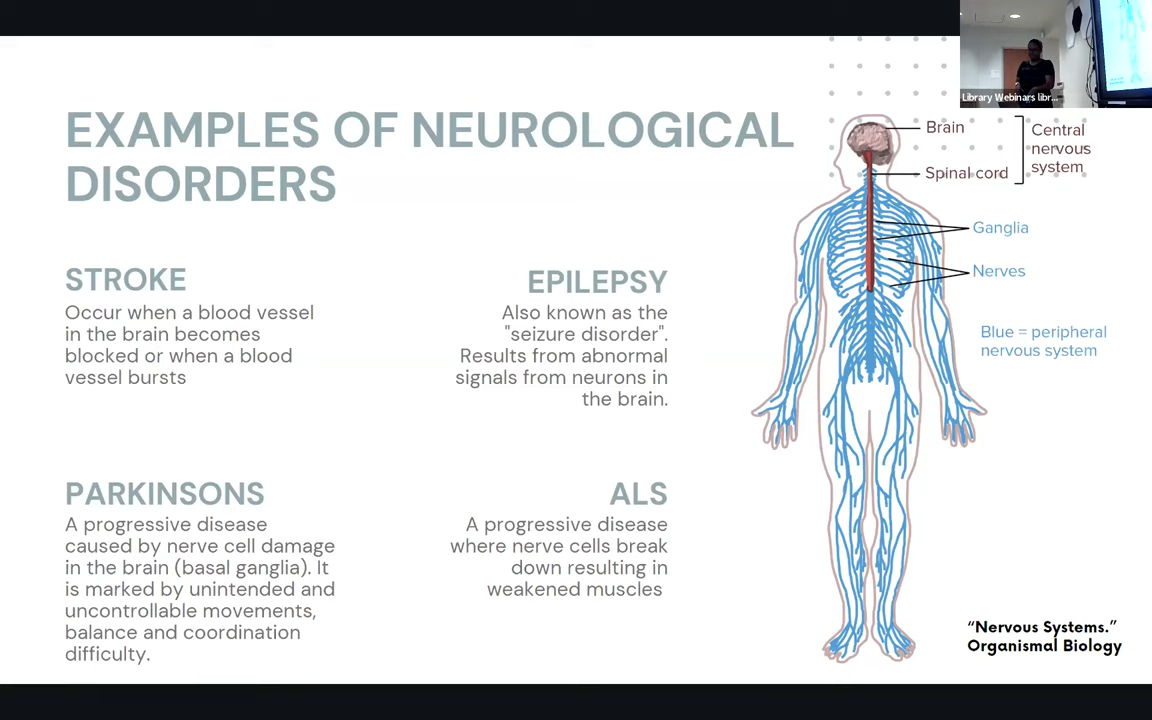 EXAMPLES OF NEUROLOGICAL
DISORDERS
STROKE
Occur when a blood vessel
in the brain becomes
blocked or when a blood
vessel bursts
EPILEPSY
Also known as the
"seizure disorder".
Results from abnormal
signals from neurons in
the brain.
PARKINSONS
A progressive disease
caused by nerve cell damage
in the brain (basal ganglia). It
is marked by unintended and
uncontrollable movements,
balance and coordination
difficulty.
ALS
A progressive disease
where nerve cells break
down resulting in
weakened muscles
Brain
Spinal cord
Central
nervous
system
Ganglia
Nerves
Blue = peripheral
nervous system
“Nervous Systems.”
Organismal Biology
Library Webinars libr...